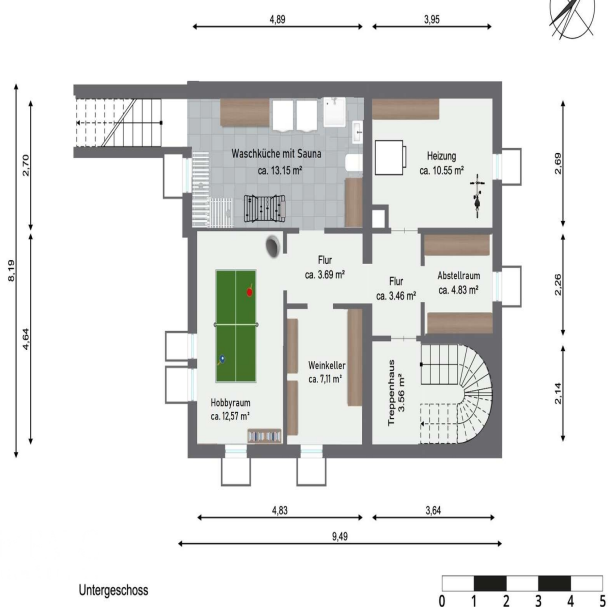 4,89
3,95
2,70
8,19
4,64
2,69
2,26
2,14
Waschküche mit Sauna
ca. 13.15 m²
Heizung
ca. 10.55 m²
Flur
ca. 3.69 m²
Flur
ca. 3.46 m²
Abstellraum
ca. 4.83 m²
Weinkeller
ca. 7,11 m²
Hobbyraum
ca. 12,57 m²
Treppenhaus
3.56 m²
4,83
3,64
9,49
Untergeschoss
0 1 2 3 4 5